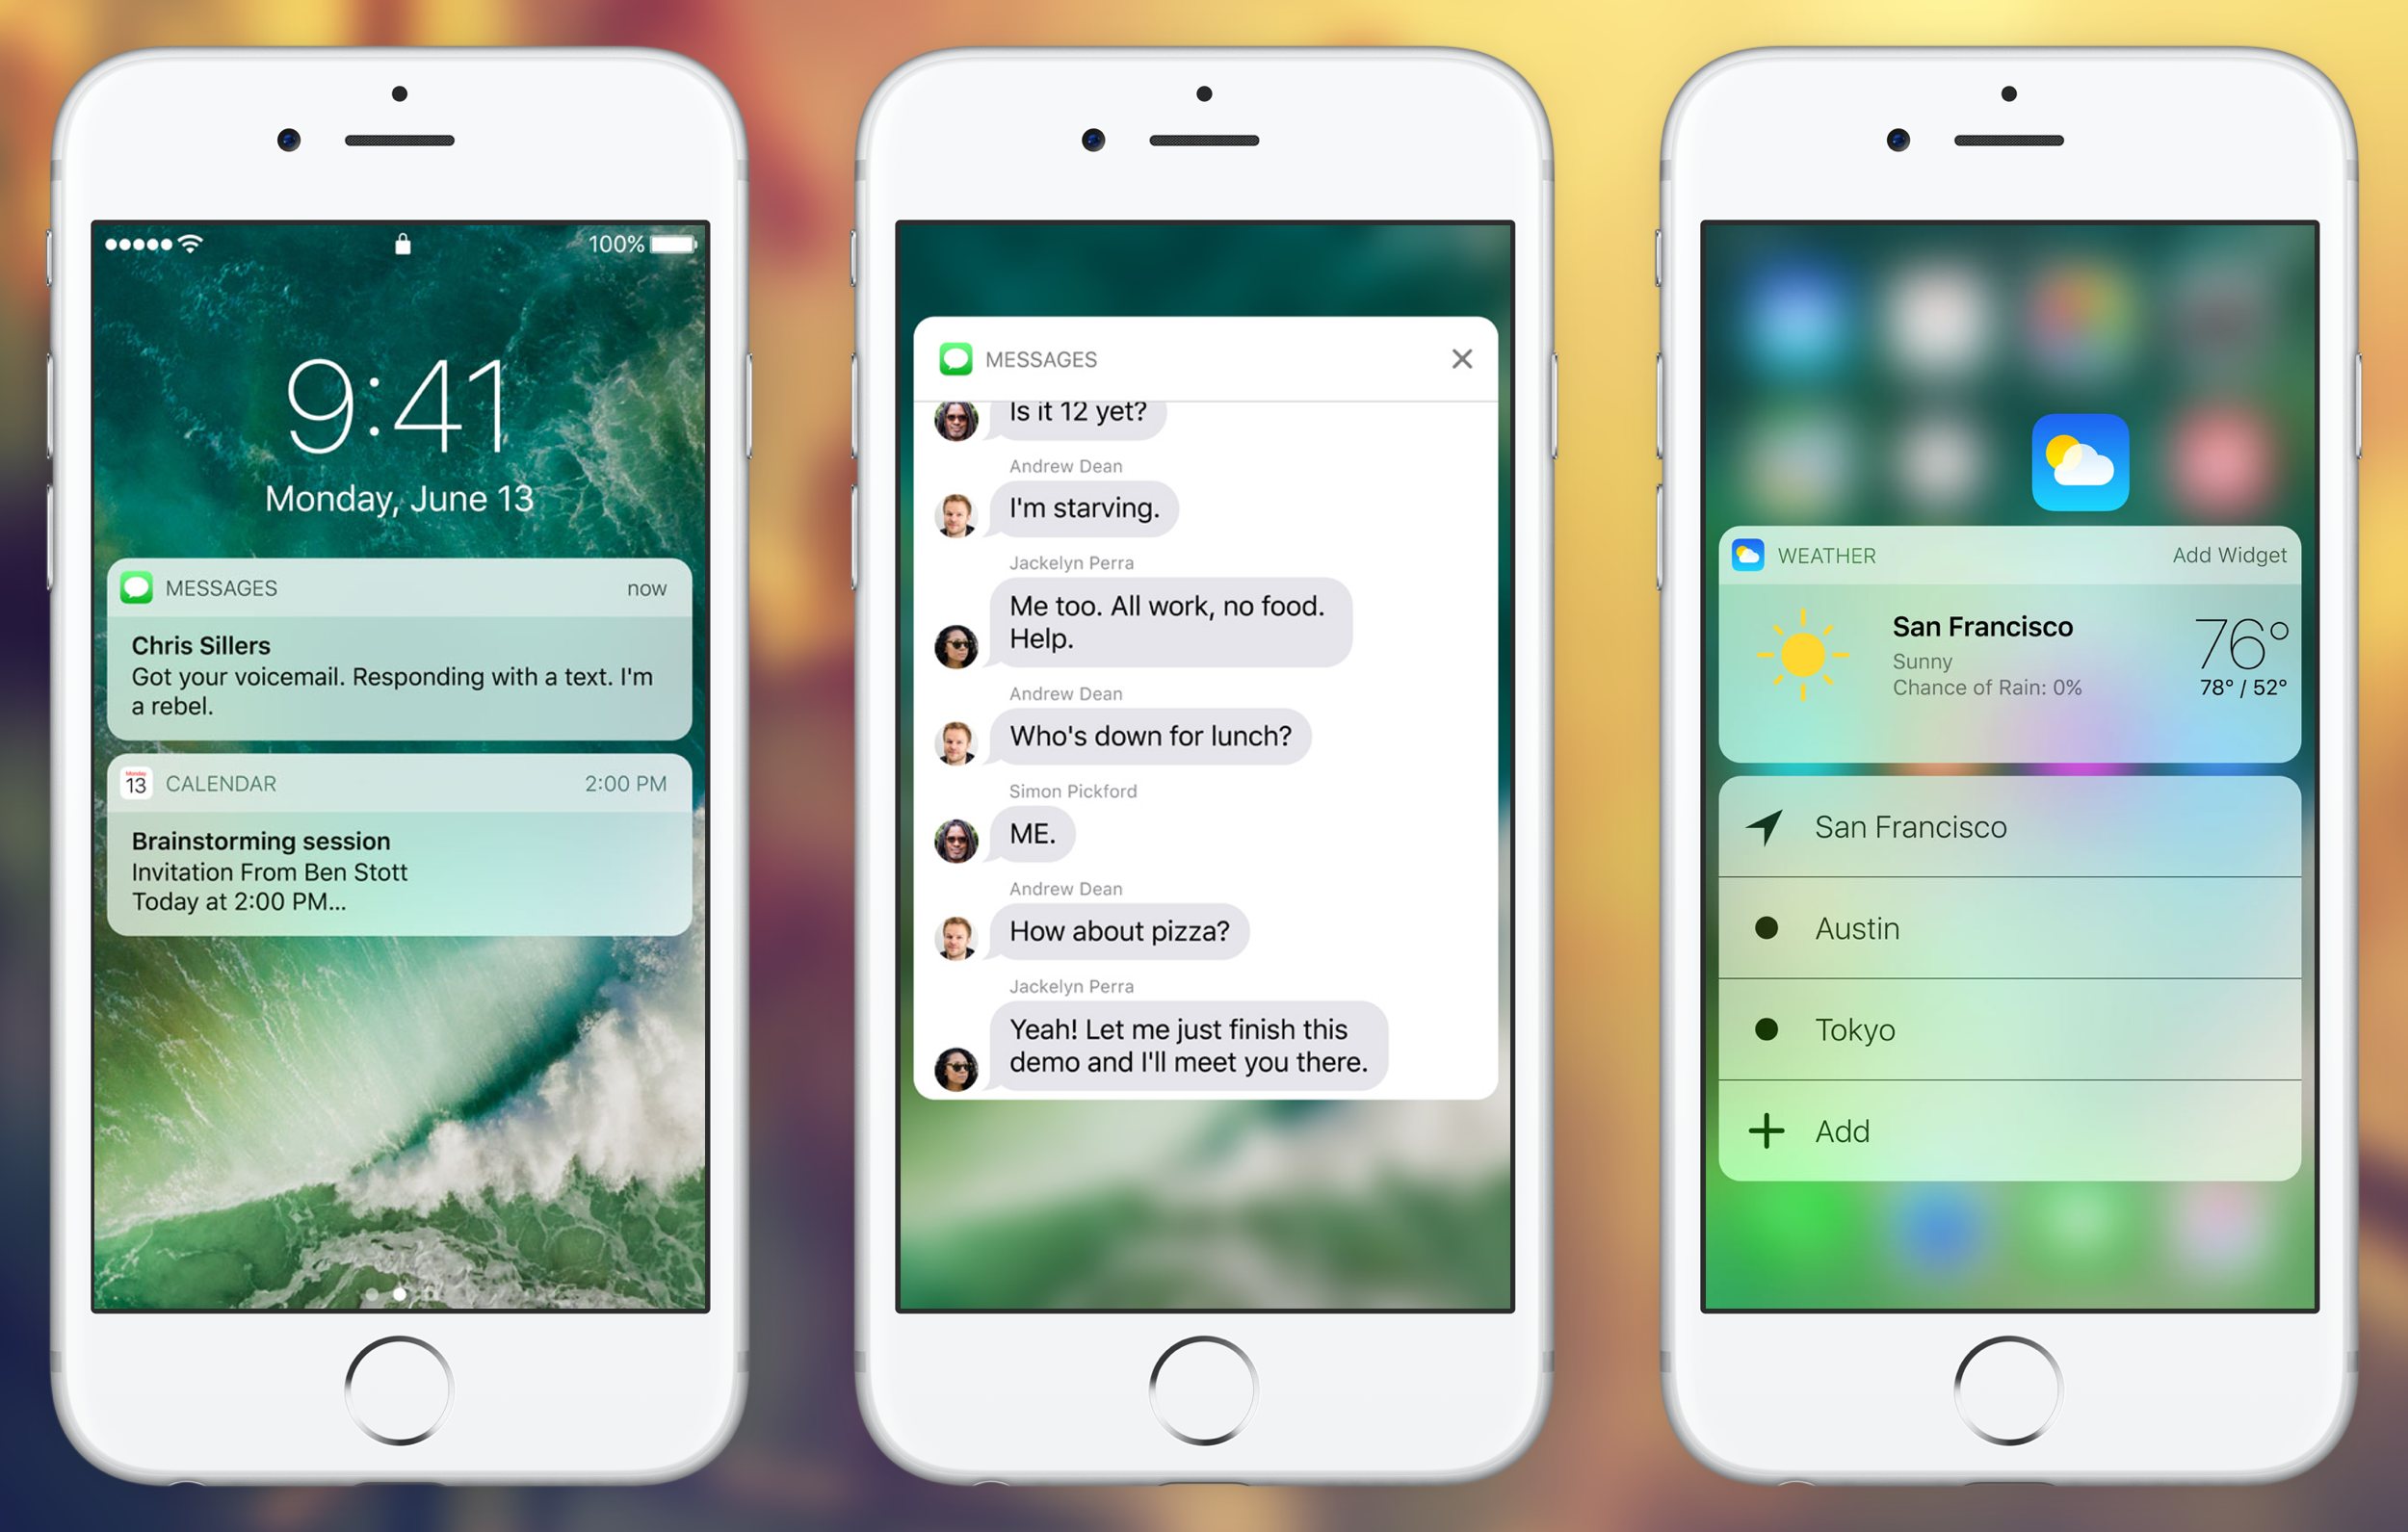 100%
9:41
Monday, June 13
MESSAGES now
Chris Sillers
Got your voicemail. Responding with a text. I'm
a rebel.
Monday
13 CALENDAR 2:00 PM
Brainstorming session
Invitation From Ben Stott
Today at 2:00 PM...
MESSAGES
Is it 12 yet?
Andrew Dean
I'm starving.
Jackelyn Perra
Me too. All work, no food.
Help.
Andrew Dean
Who's down for lunch?
Simon Pickford
ME.
Andrew Dean
How about pizza?
Jackelyn Perra
Yeah! Let me just finish this
demo and I'll meet you there.
WEATHER Add Widget
San Francisco 76°
Sunny
Chance of Rain: 0% 78° / 52°
San Francisco
Austin
Tokyo
Add